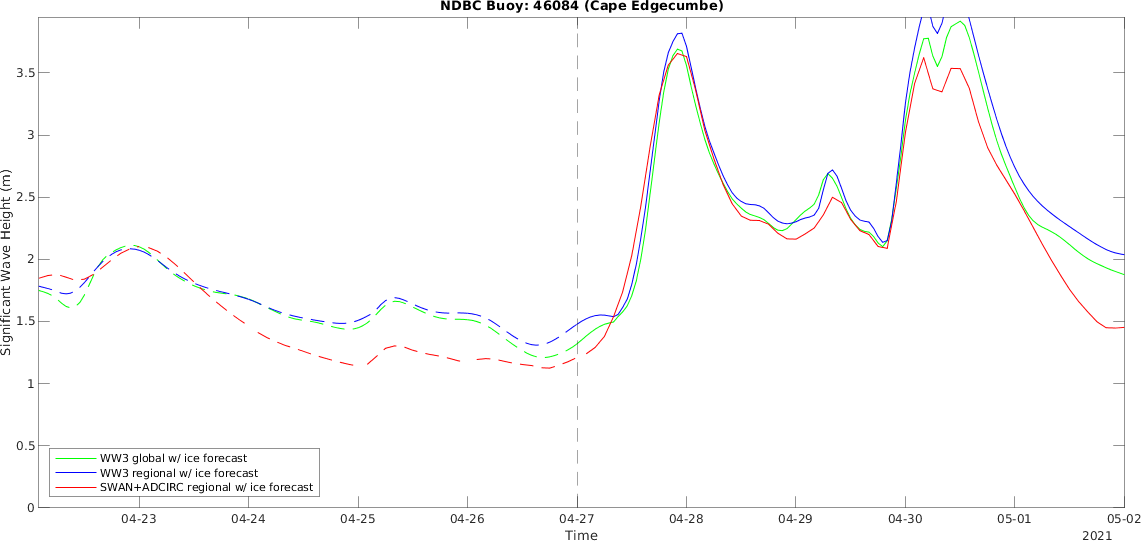 NDBC Buoy: 46084 (Cape Edgecumbe)
Significant Wave Height (m)
3.5
3
2.5
2
1.5
1
0.5
0
WW3 global w/ ice forecast
WW3 regional w/ ice forecast
SWAN+ADCIRC regional w/ ice forecast
04-23 04-24 04-25 04-26 04-27 04-28 04-29 04-30 05-01 05-02
Time
2021